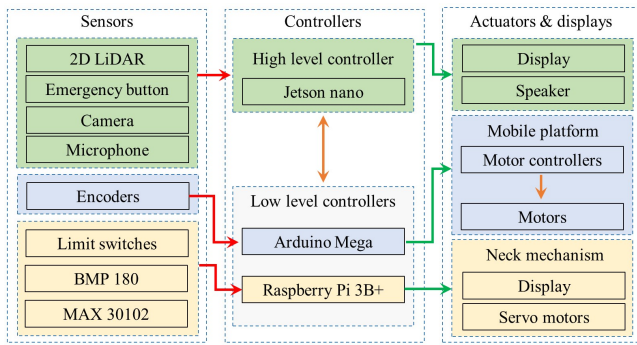 Sensors
2D LiDAR
Emergency button
Camera
Microphone
Encoders
Limit switches
BMP 180
MAX 30102
Controllers
High level controller
Jetson nano
Low level controllers
Arduino Mega
Raspberry Pi 3B+
Actuators & displays
Display
Speaker
Mobile platform
Motor controllers
Motors
Neck mechanism
Display
Servo motors